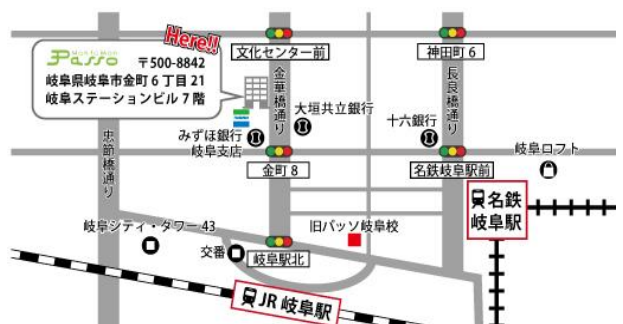 Here!!
Man to Man
Passo 〒500-8842
岐阜県岐阜市金町6丁目21
岐阜ステーションビル7階
文化センター前
神田町6
金華橋通り
長良橋通り
忠節橋通り
大垣共立銀行
十六銀行
みずほ銀行
岐阜支店
岐阜ロフト
金町8
名鉄岐阜駅前
名鉄
岐阜駅
岐阜シティ・タワー43
交番
旧パッソ岐阜校
岐阜駅北
JR岐阜駅